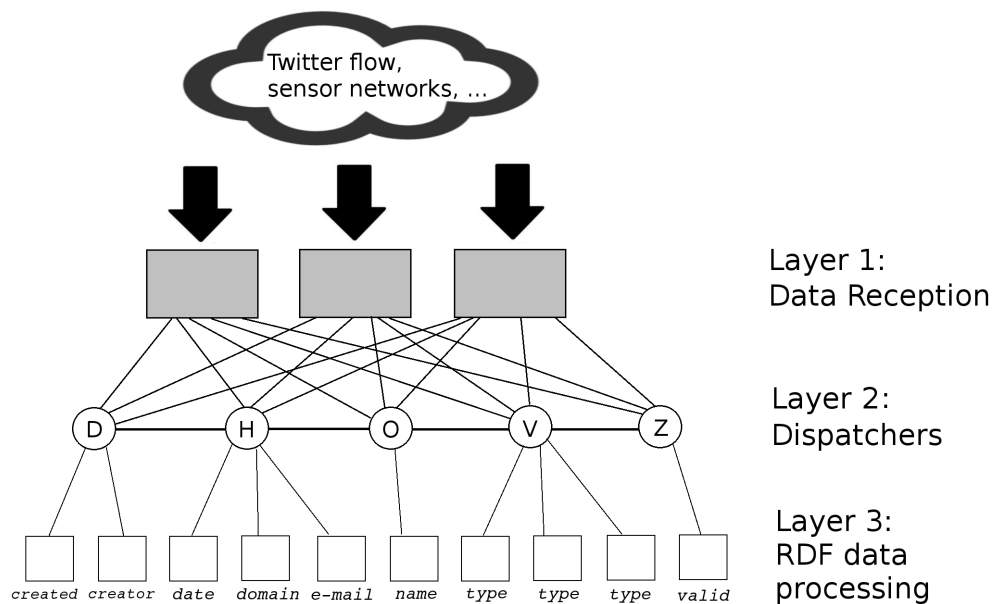 Twitter flow,
sensor networks, ...
Layer 1:
Data Reception
Layer 2:
Dispatchers
D H O V Z
Layer 3:
RDF data
processing
created creator date domain e-mail name type type type valid